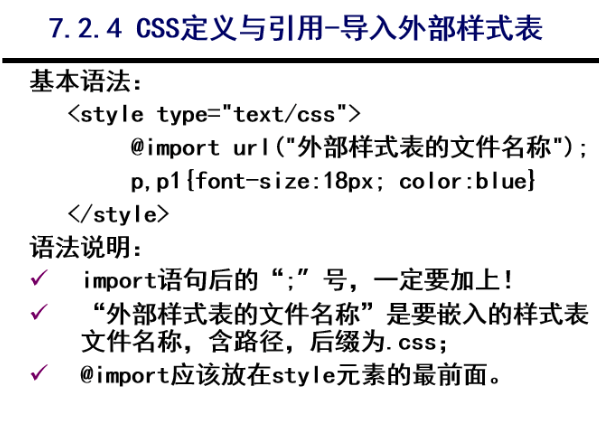 7.2.4 CSS定义与引用-导入外部样式表
基本语法：
<style type="text/css">
@import url("外部样式表的文件名称");
p,p1{font-size:18px; color:blue}
</style>
语法说明：
✓ import语句后的“;”号，一定要加上！
✓ “外部样式表的文件名称”是要嵌入的样式表
文件名称，含路径，后缀为.css；
✓ @import应该放在style元素的最前面。